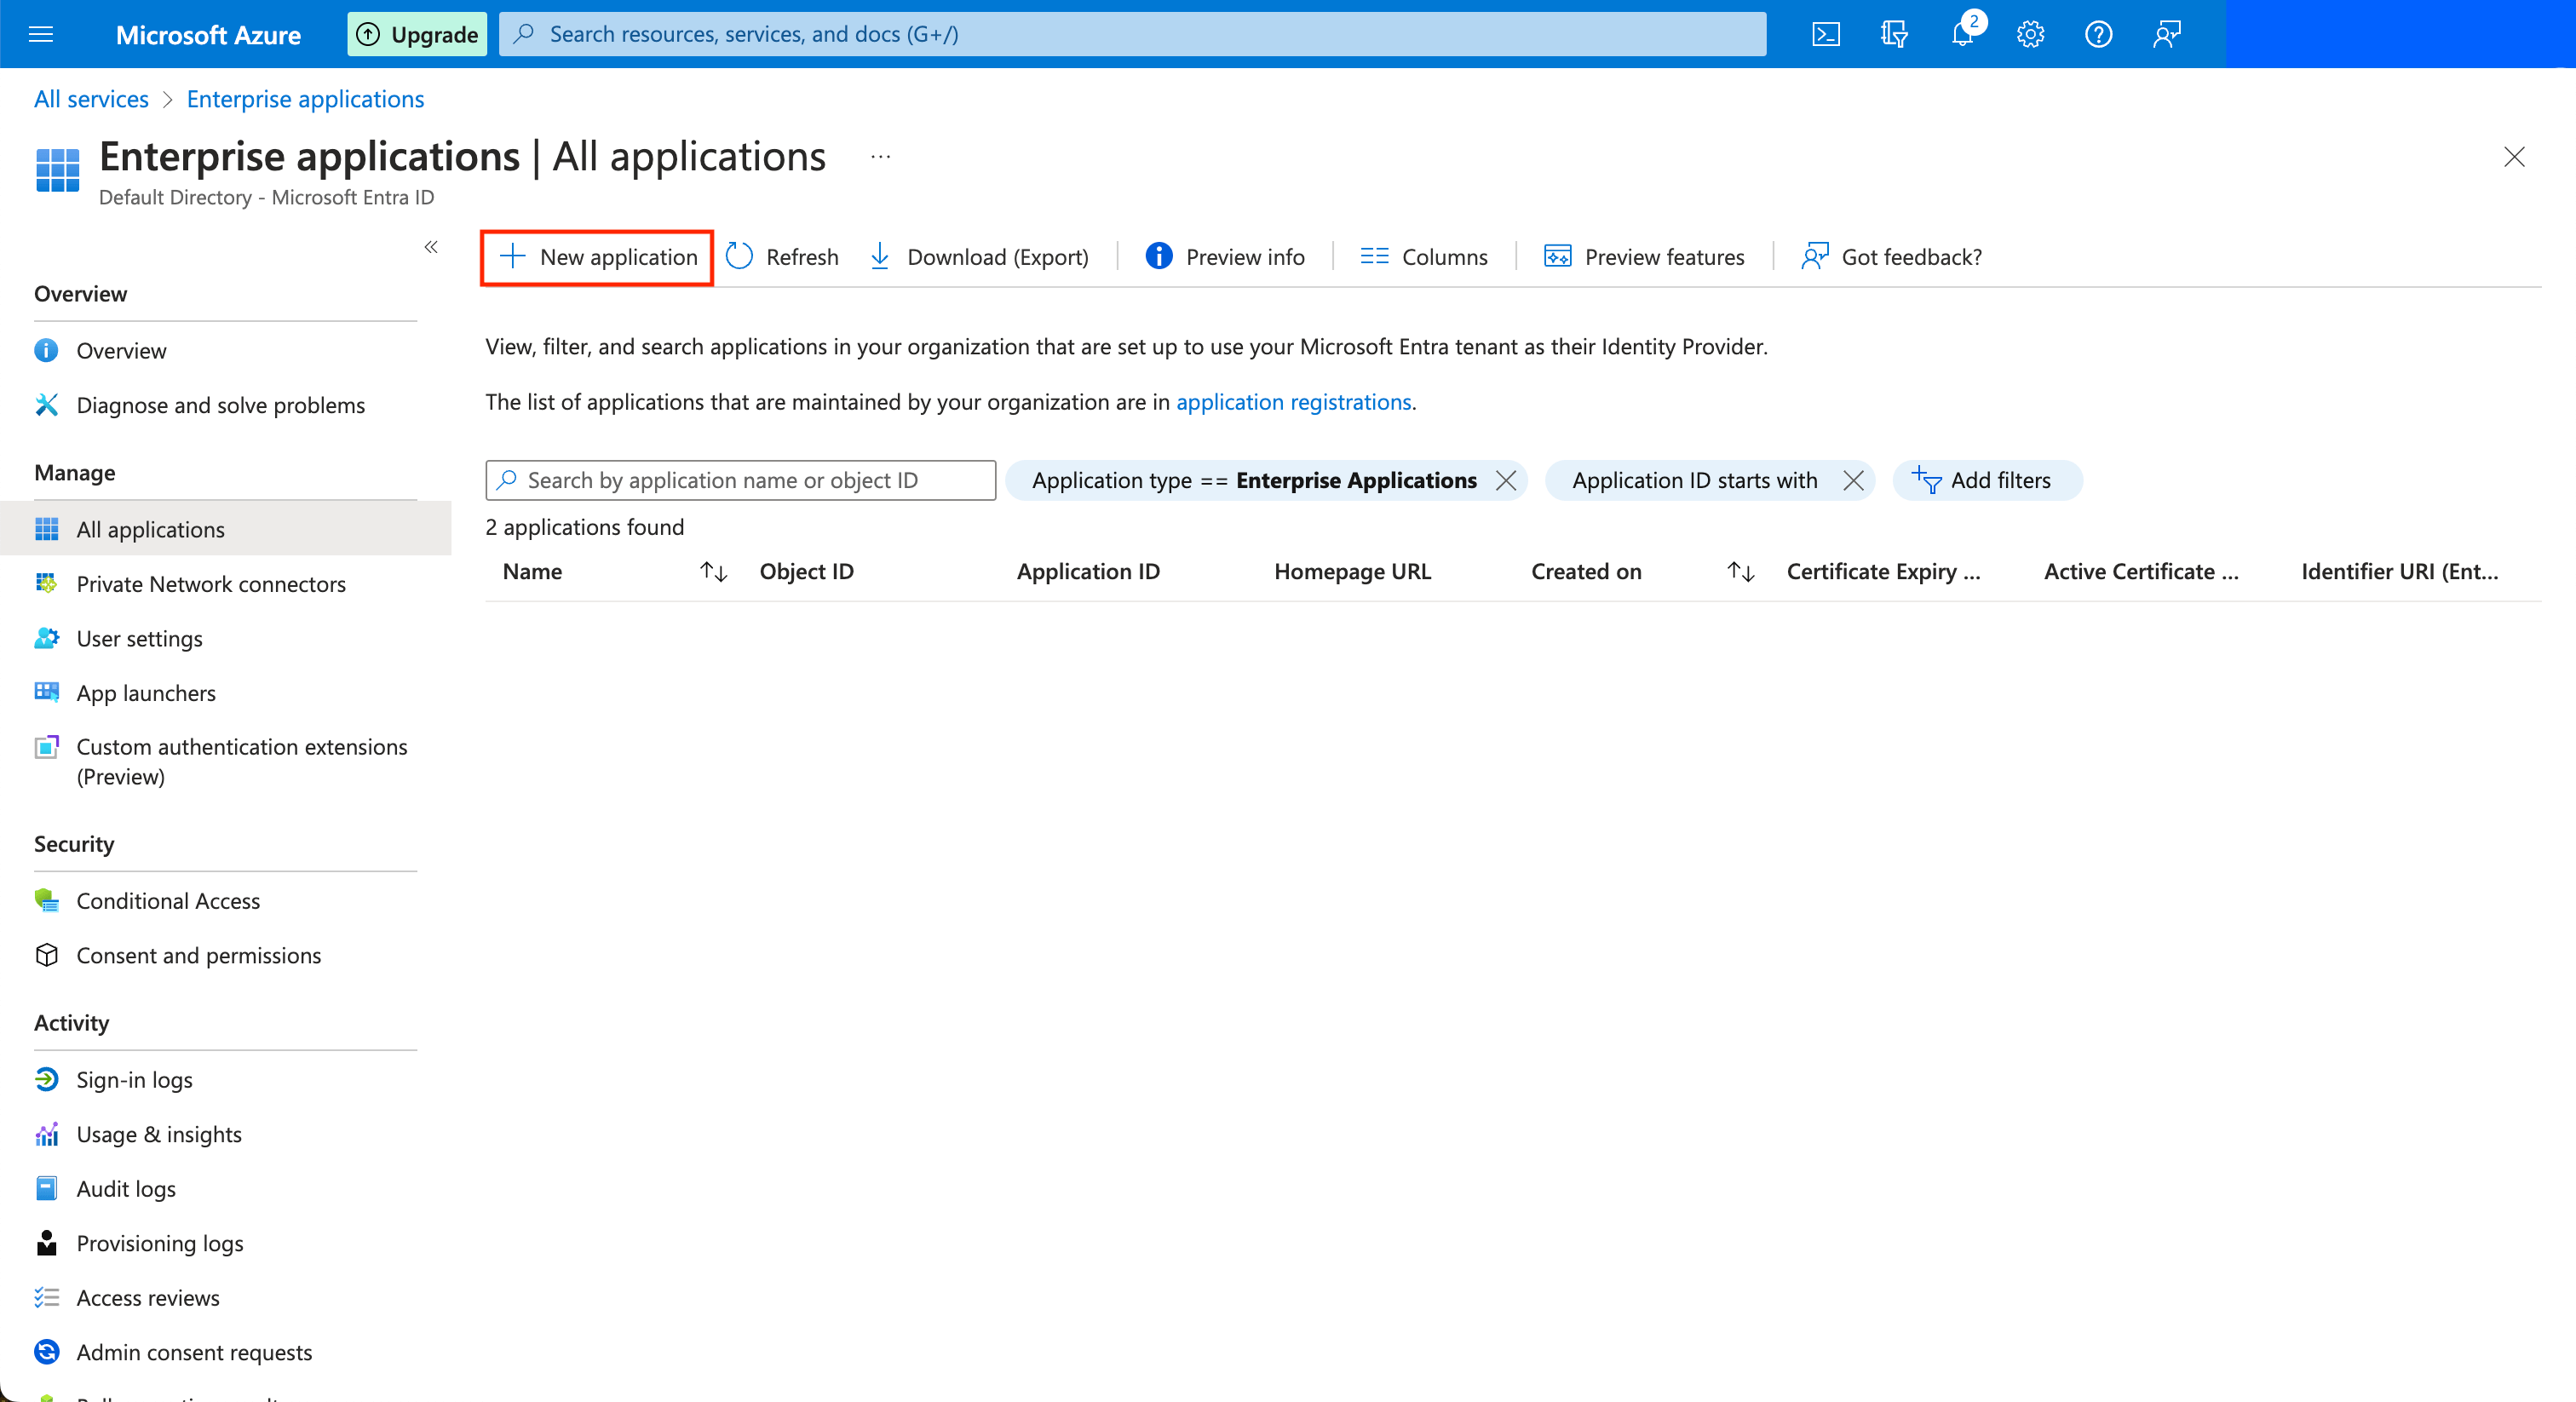 Microsoft Azure
Upgrade
Search resources, services, and docs (G+/)
2
All services > Enterprise applications
Enterprise applications | All applications ...
Default Directory - Microsoft Entra ID
«
New application
Refresh
Download (Export)
Preview info
Columns
Preview features
Got feedback?
Overview
Overview
Diagnose and solve problems
Manage
All applications
Private Network connectors
User settings
App launchers
Custom authentication extensions
(Preview)
Security
Conditional Access
Consent and permissions
Activity
Sign-in logs
Usage & insights
Audit logs
Provisioning logs
Access reviews
Admin consent requests
View, filter, and search applications in your organization that are set up to use your Microsoft Entra tenant as their Identity Provider.
The list of applications that are maintained by your organization are in application registrations.
Search by application name or object ID
Application type == Enterprise Applications
Application ID starts with
Add filters
2 applications found
Name
Object ID
Application ID
Homepage URL
Created on
Certificate Expiry ...
Active Certificate ...
Identifier URI (Ent...